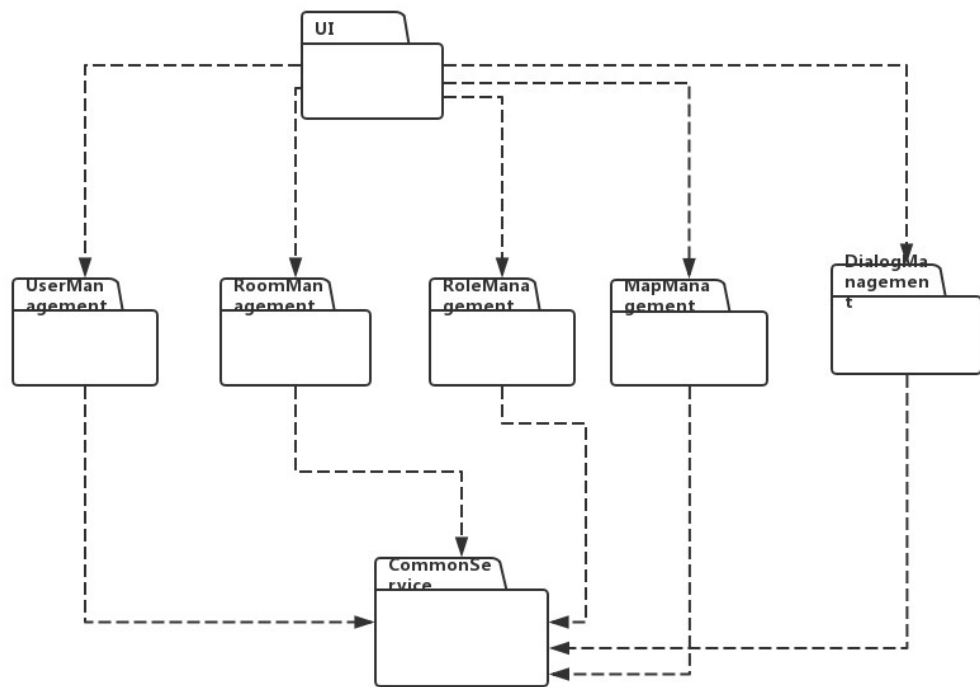 UI
UserMan
agement
RoomMan
agement
RoleMana
gement
MapMana
gement
DialogMa
nagemen
t
CommonSe
rvice